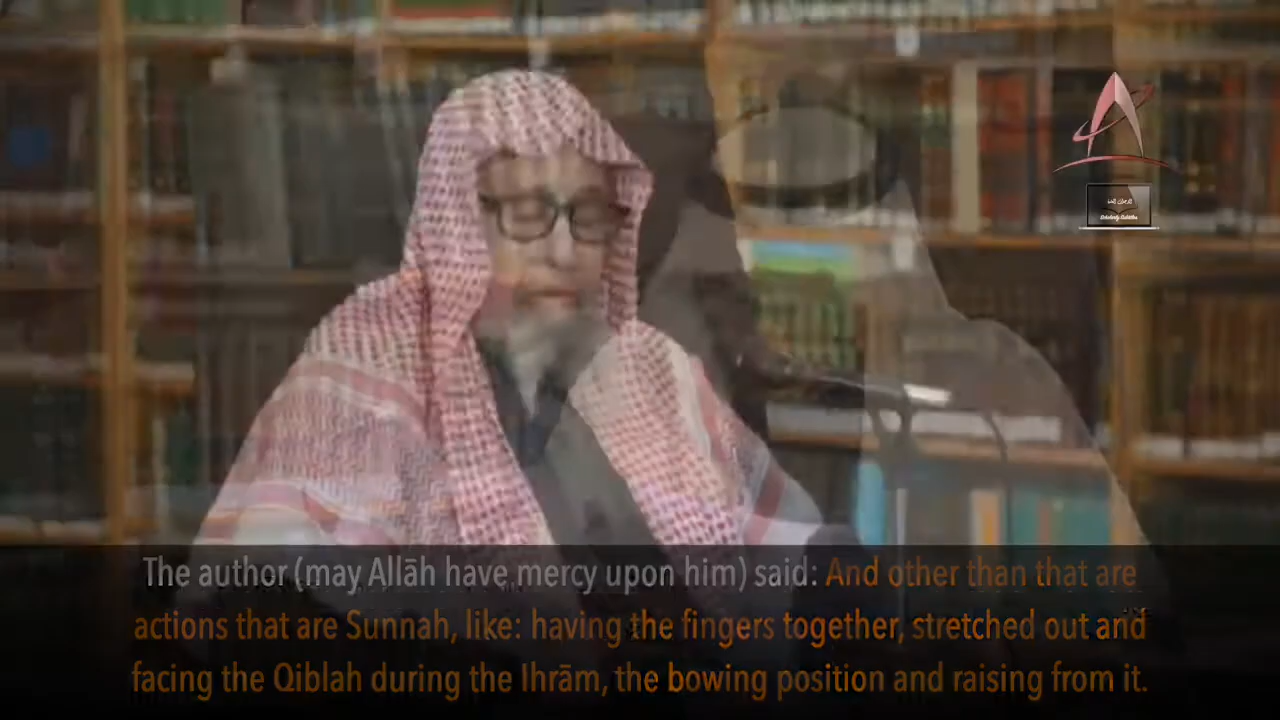 Scholarly Subtitles
The author (may Allāh have mercy upon him) said: And other than that are
actions that are Sunnah, like: having the fingers together, stretched out and
facing the Qiblah during the Ihrām, the bowing position and raising from it.